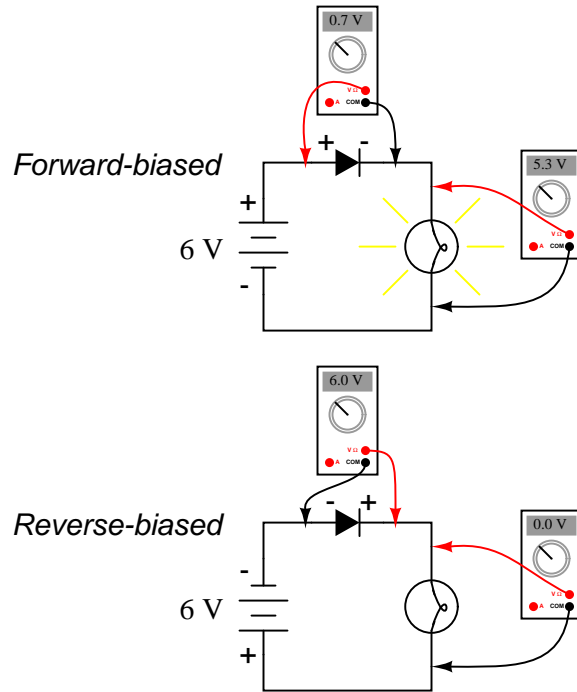 0.7 V
V Ω
A COM
+ -
Forward-biased
5.3 V
+
6 V
V Ω
A COM
-
6.0 V
V Ω
A COM
- +
Reverse-biased
0.0 V
-
6 V
V Ω
A COM
+